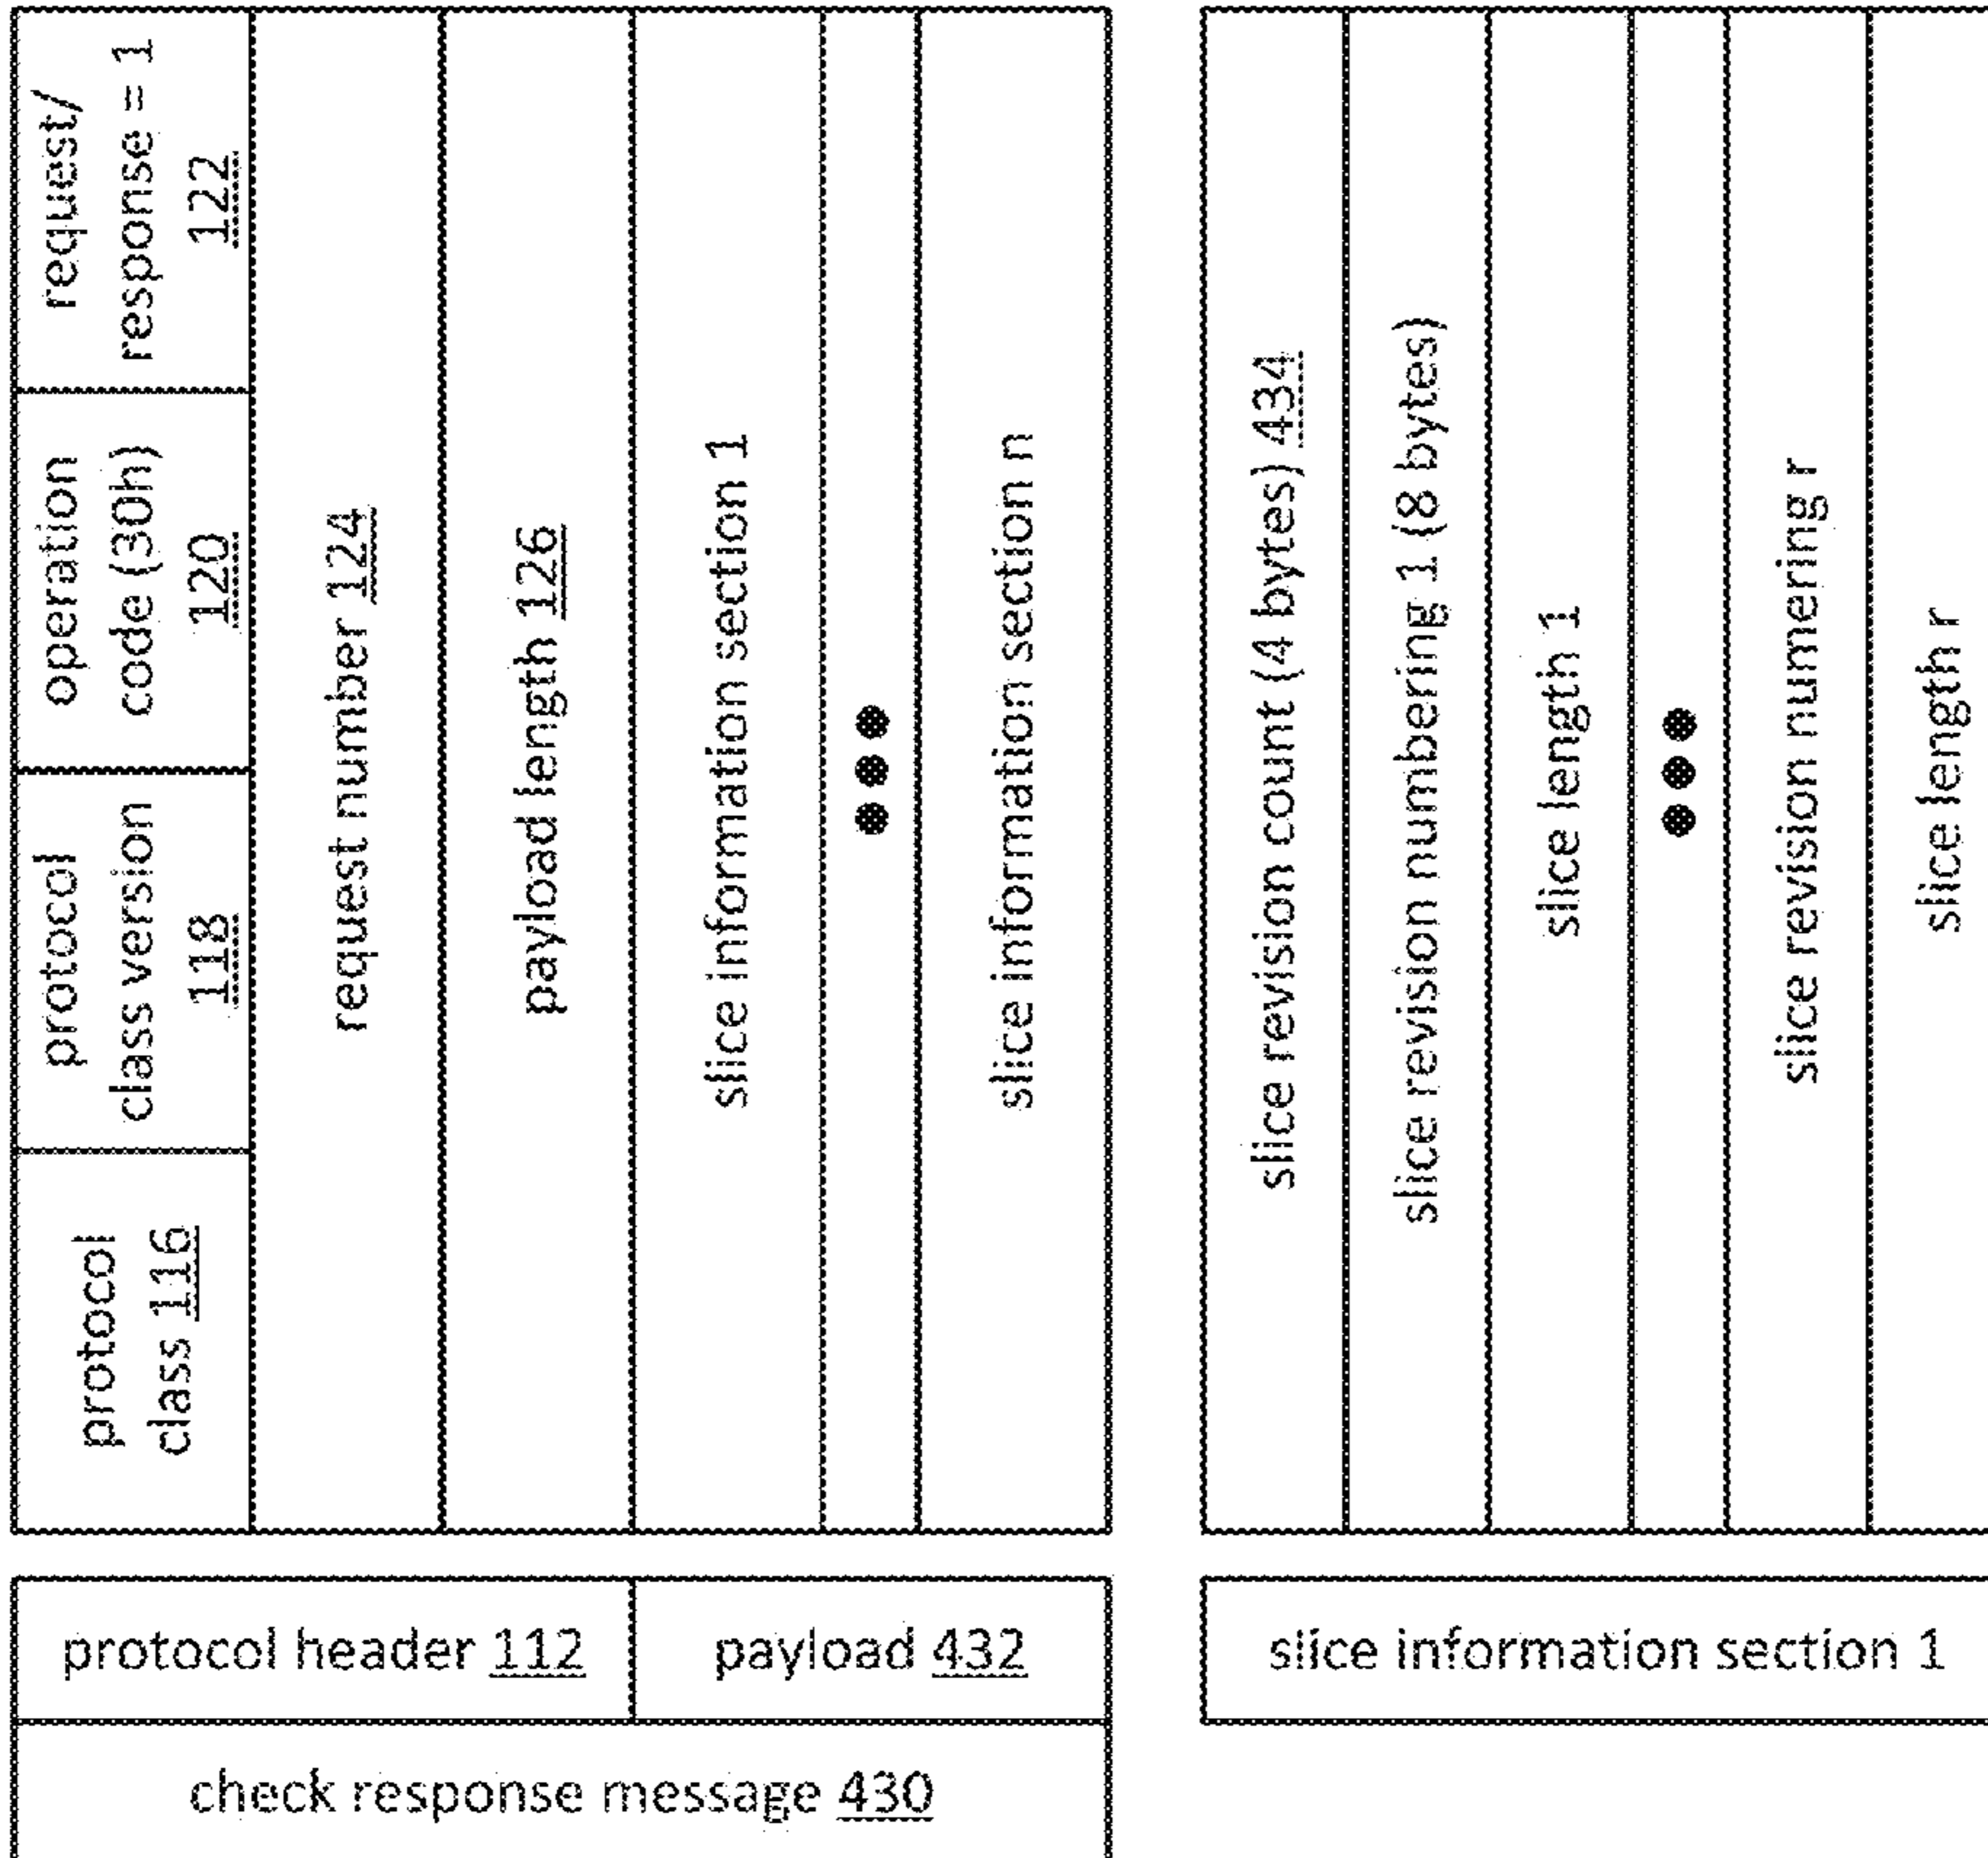 protocol
class 116
protocol
class version
118
operation
code (30h)
120
request/
response = 1
122
request number 124
payload length 126
slice information section 1
slice information section n
slice revision count (4 bytes) 434
slice revision numbering 1 (8 bytes)
slice length 1
slice revision numering r
slice length r
protocol header 112
payload 432
check response message 430
slice information section 1